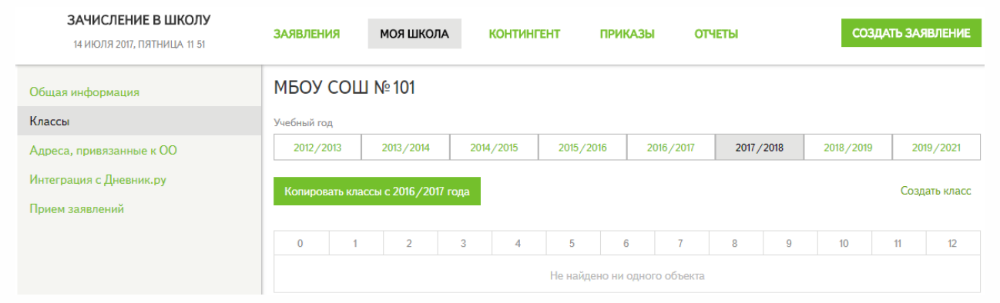 ЗАЧИСЛЕНИЕ В ШКОЛУ
14 ИЮЛЯ 2017, ПЯТНИЦА 11 51
ЗАЯВЛЕНИЯ МОЯ ШКОЛА КОНТИНГЕНТ ПРИКАЗЫ ОТЧЕТЫ СОЗДАТЬ ЗАЯВЛЕНИЕ
Общая информация
Классы
Адреса, привязанные к ОО
Интеграция с Дневник.ру
Прием заявлений
МБОУ СОШ № 101
Учебный год
2012/2013 2013/2014 2014/2015 2015/2016 2016/2017 2017/2018 2018/2019 2019/2021
Копировать классы с 2016/2017 года Создать класс
0 1 2 3 4 5 6 7 8 9 10 11 12
Не найдено ни одного объекта